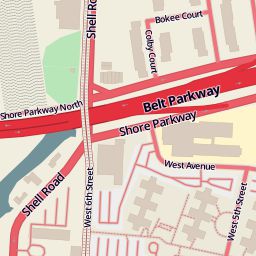 Shell Ro
Bokee Court
Colby Court
Shore Parkway North
Belt Parkway
Shore Parkway
West Avenue
Shell Road
West 6th Street
West 5th Street